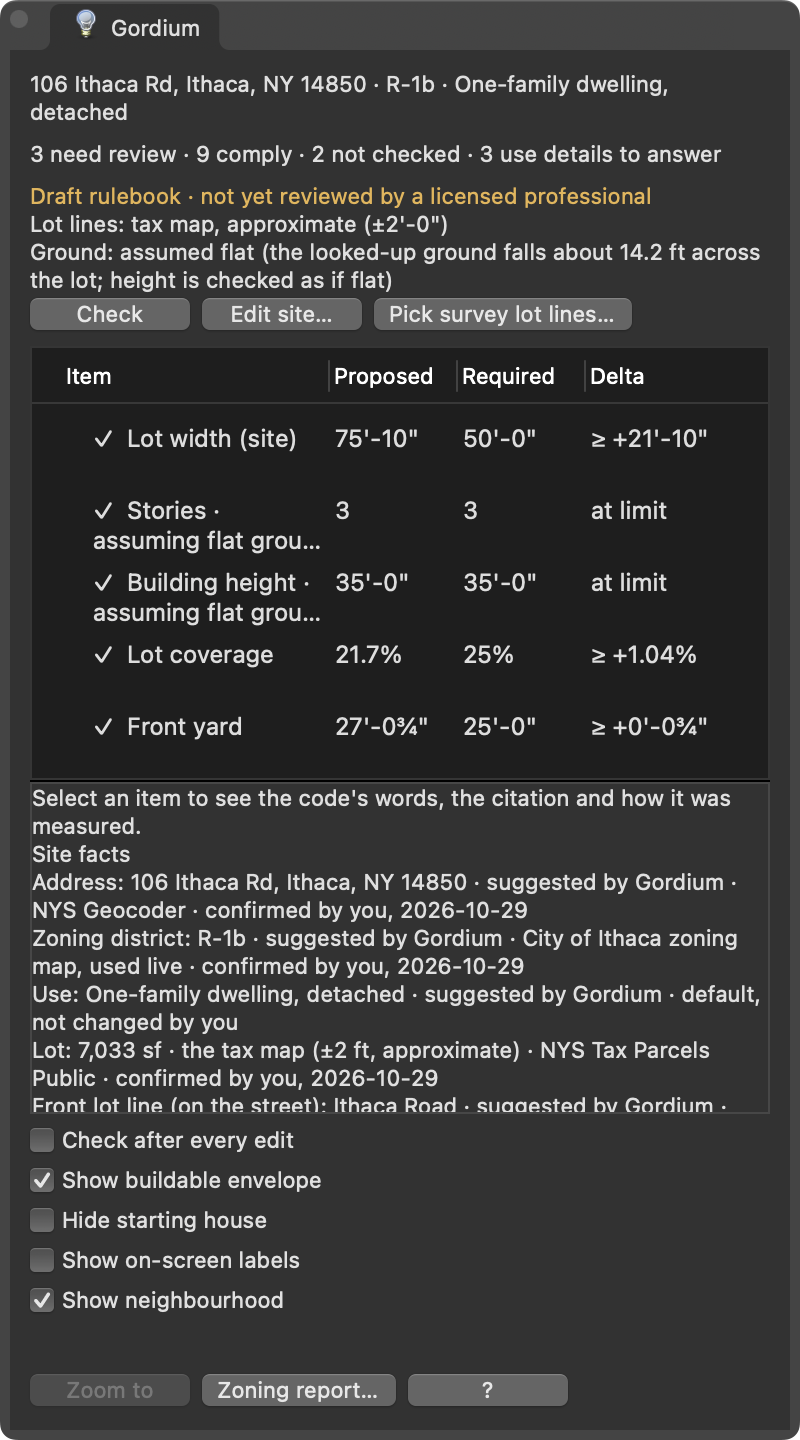 Gordium
106 Ithaca Rd, Ithaca, NY 14850 · R-1b · One-family dwelling,
detached
3 need review · 9 comply · 2 not checked · 3 use details to answer
Draft rulebook · not yet reviewed by a licensed professional
Lot lines: tax map, approximate (±2'-0")
Ground: assumed flat (the looked-up ground falls about 14.2 ft across
the lot; height is checked as if flat)
Check Edit site... Pick survey lot lines...
Item Proposed Required Delta
✓ Lot width (site) 75'-10" 50'-0" ≥ +21'-10"
✓ Stories · 3 3 at limit
assuming flat grou...
✓ Building height · 35'-0" 35'-0" at limit
assuming flat grou...
✓ Lot coverage 21.7% 25% ≥ +1.04%
✓ Front yard 27'-0¾" 25'-0" ≥ +0'-0¾"
Select an item to see the code's words, the citation and how it was
measured.
Site facts
Address: 106 Ithaca Rd, Ithaca, NY 14850 · suggested by Gordium ·
NYS Geocoder · confirmed by you, 2026-10-29
Zoning district: R-1b · suggested by Gordium · City of Ithaca zoning
map, used live · confirmed by you, 2026-10-29
Use: One-family dwelling, detached · suggested by Gordium · default,
not changed by you
Lot: 7,033 sf · the tax map (±2 ft, approximate) · NYS Tax Parcels
Public · confirmed by you, 2026-10-29
Front lot line (on the street): Ithaca Road · suggested by Gordium ·
Check after every edit
Show buildable envelope
Hide starting house
Show on-screen labels
Show neighbourhood
Zoom to Zoning report... ?